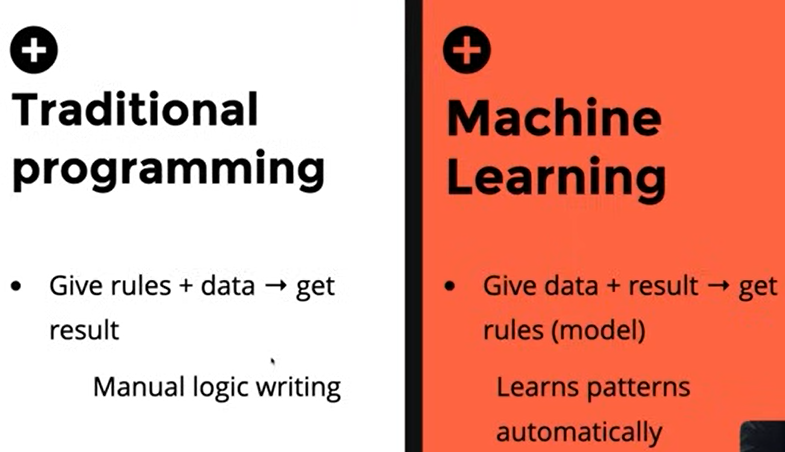 Traditional
programming
• Give rules + data → get
result
Manual logic writing
Machine
Learning
• Give data + result → get
rules (model)
Learns patterns
automatically